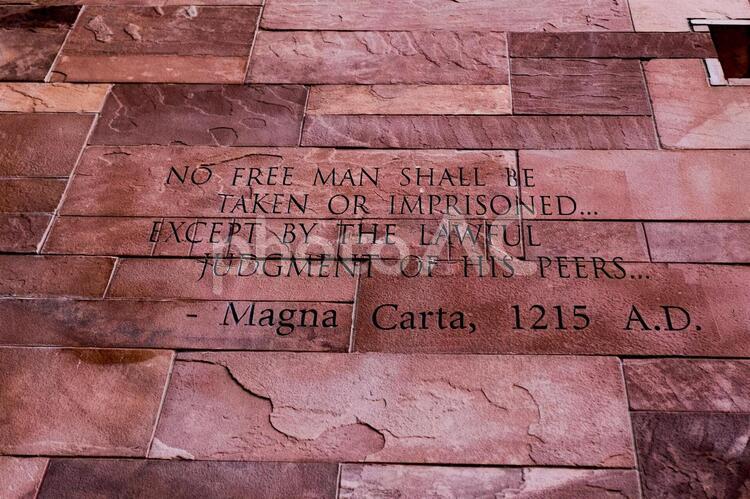 NO FREE MAN SHALL BE
TAKEN OR IMPRISONED...
EXCEPT BY THE LAWFUL
JUDGMENT OF HIS PEERS...
- Magna Carta, 1215 A.D.